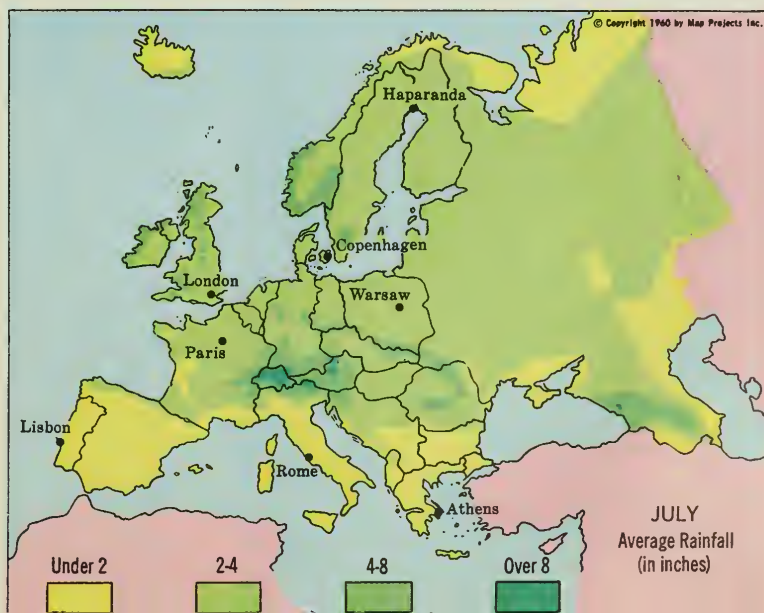 © Copyright 1960 by Map Projects Inc.
Haparanda
Copenhagen
London
Warsaw
Paris
Lisbon
Rome
Athens
JULY
Average Rainfall
(in inches)
Under 2
2-4
4-8
Over 8